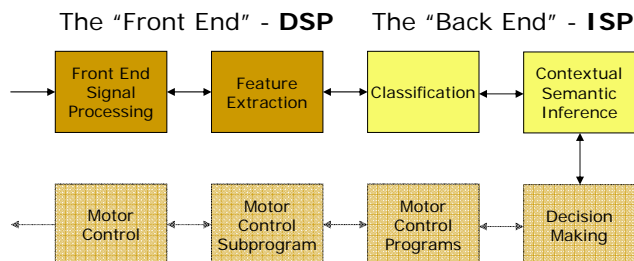 The “Front End” - DSP
The “Back End” - ISP
Front End
Signal
Processing
Feature
Extraction
Classification
Contextual
Semantic
Inference
Motor
Control
Motor
Control
Subprogram
Motor
Control
Programs
Decision
Making